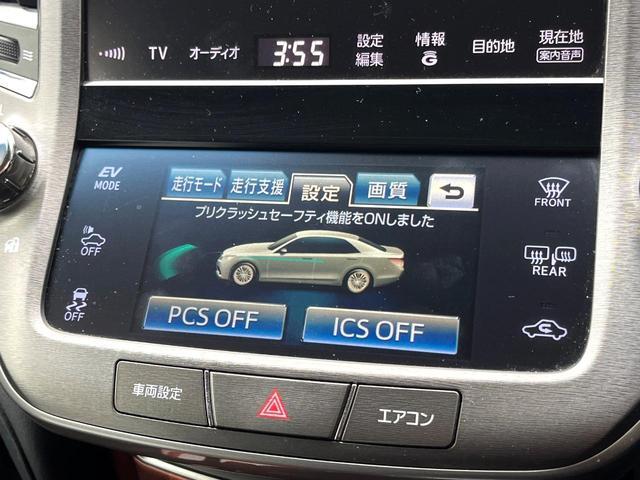 TV オーディオ 3:55 設定編集 情報 G 目的地 現在地 案内音声
EV MODE
走行モード 走行支援 設定 画質
プリクラッシュセーフティ機能をONしました
FRONT
OFF
REAR
OFF
PCS OFF ICS OFF
車両設定 エアコン